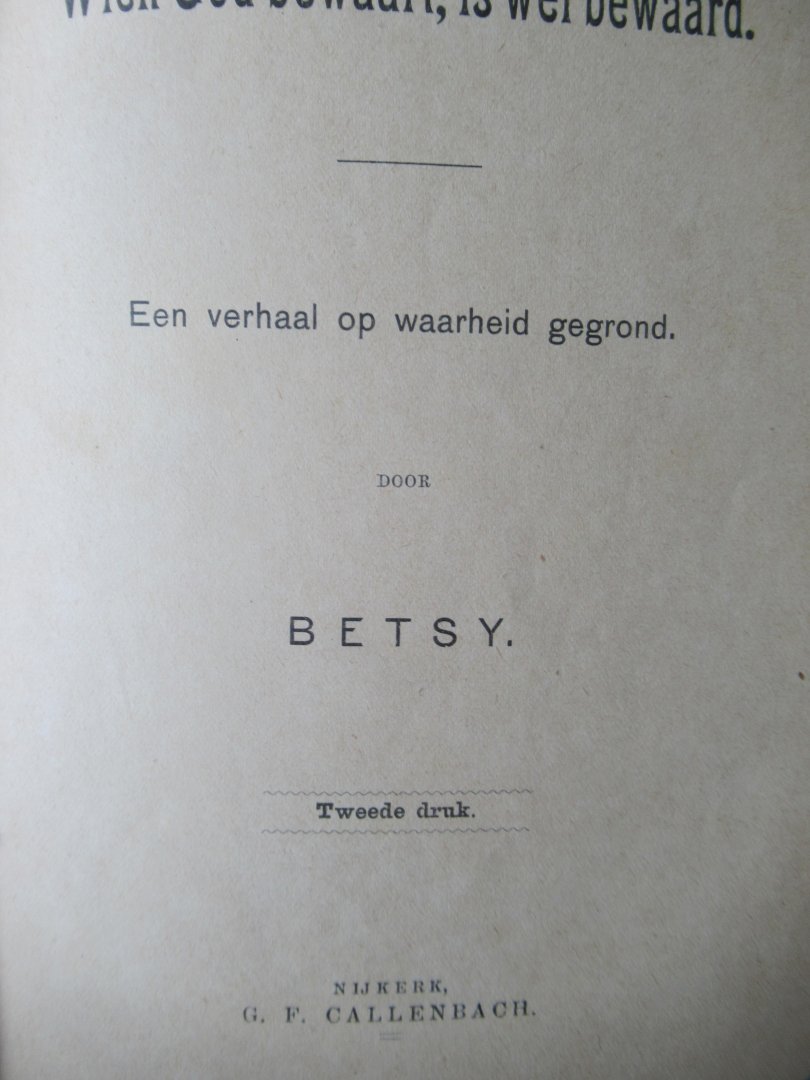 Wien God bewaart, is wel bewaard.
Een verhaal op waarheid gegrond.
DOOR
BETSY.
Tweede druk.
NIJKERK,
G. F. CALLENBACH.